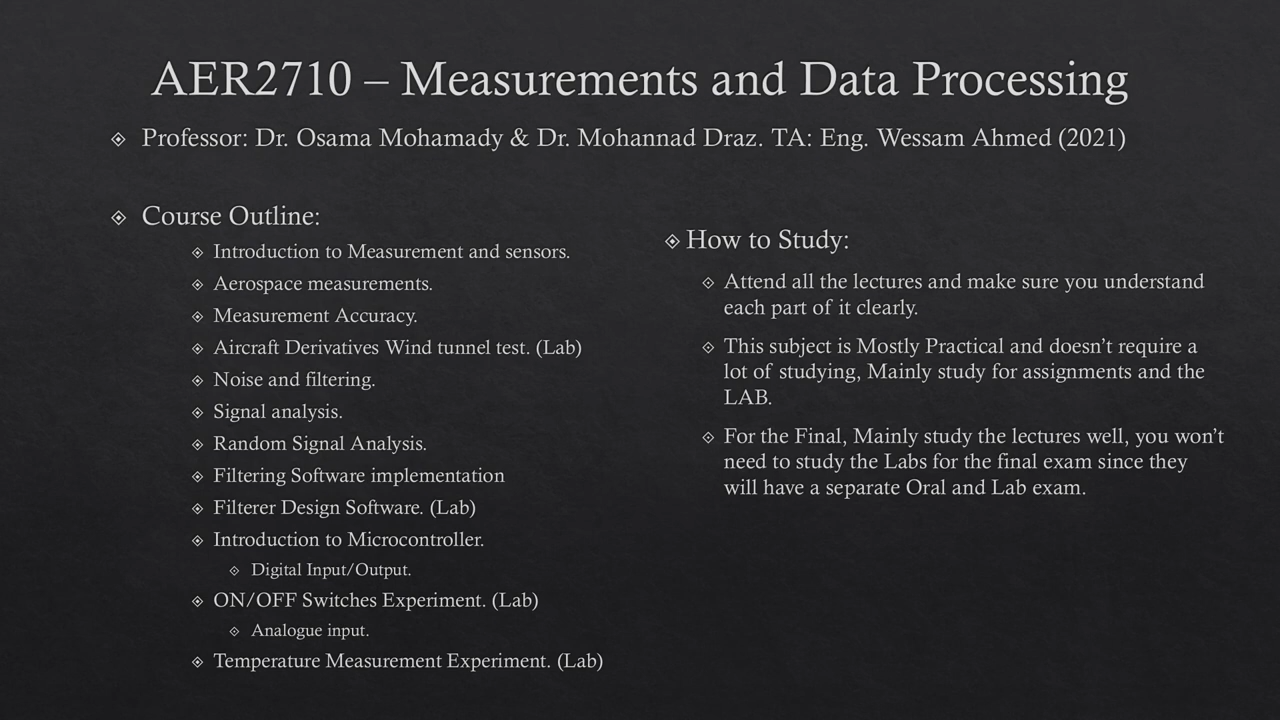 AER2710 – Measurements and Data Processing
Professor: Dr. Osama Mohamady & Dr. Mohannad Draz. TA: Eng. Wessam Ahmed (2021)
Course Outline:
Introduction to Measurement and sensors.
Aerospace measurements.
Measurement Accuracy.
Aircraft Derivatives Wind tunnel test. (Lab)
Noise and filtering.
Signal analysis.
Random Signal Analysis.
Filtering Software implementation
Filterer Design Software. (Lab)
Introduction to Microcontroller.
Digital Input/Output.
ON/OFF Switches Experiment. (Lab)
Analogue input.
Temperature Measurement Experiment. (Lab)
How to Study:
Attend all the lectures and make sure you understand
each part of it clearly.
This subject is Mostly Practical and doesn’t require a
lot of studying, Mainly study for assignments and the
LAB.
For the Final, Mainly study the lectures well, you won’t
need to study the Labs for the final exam since they
will have a separate Oral and Lab exam.